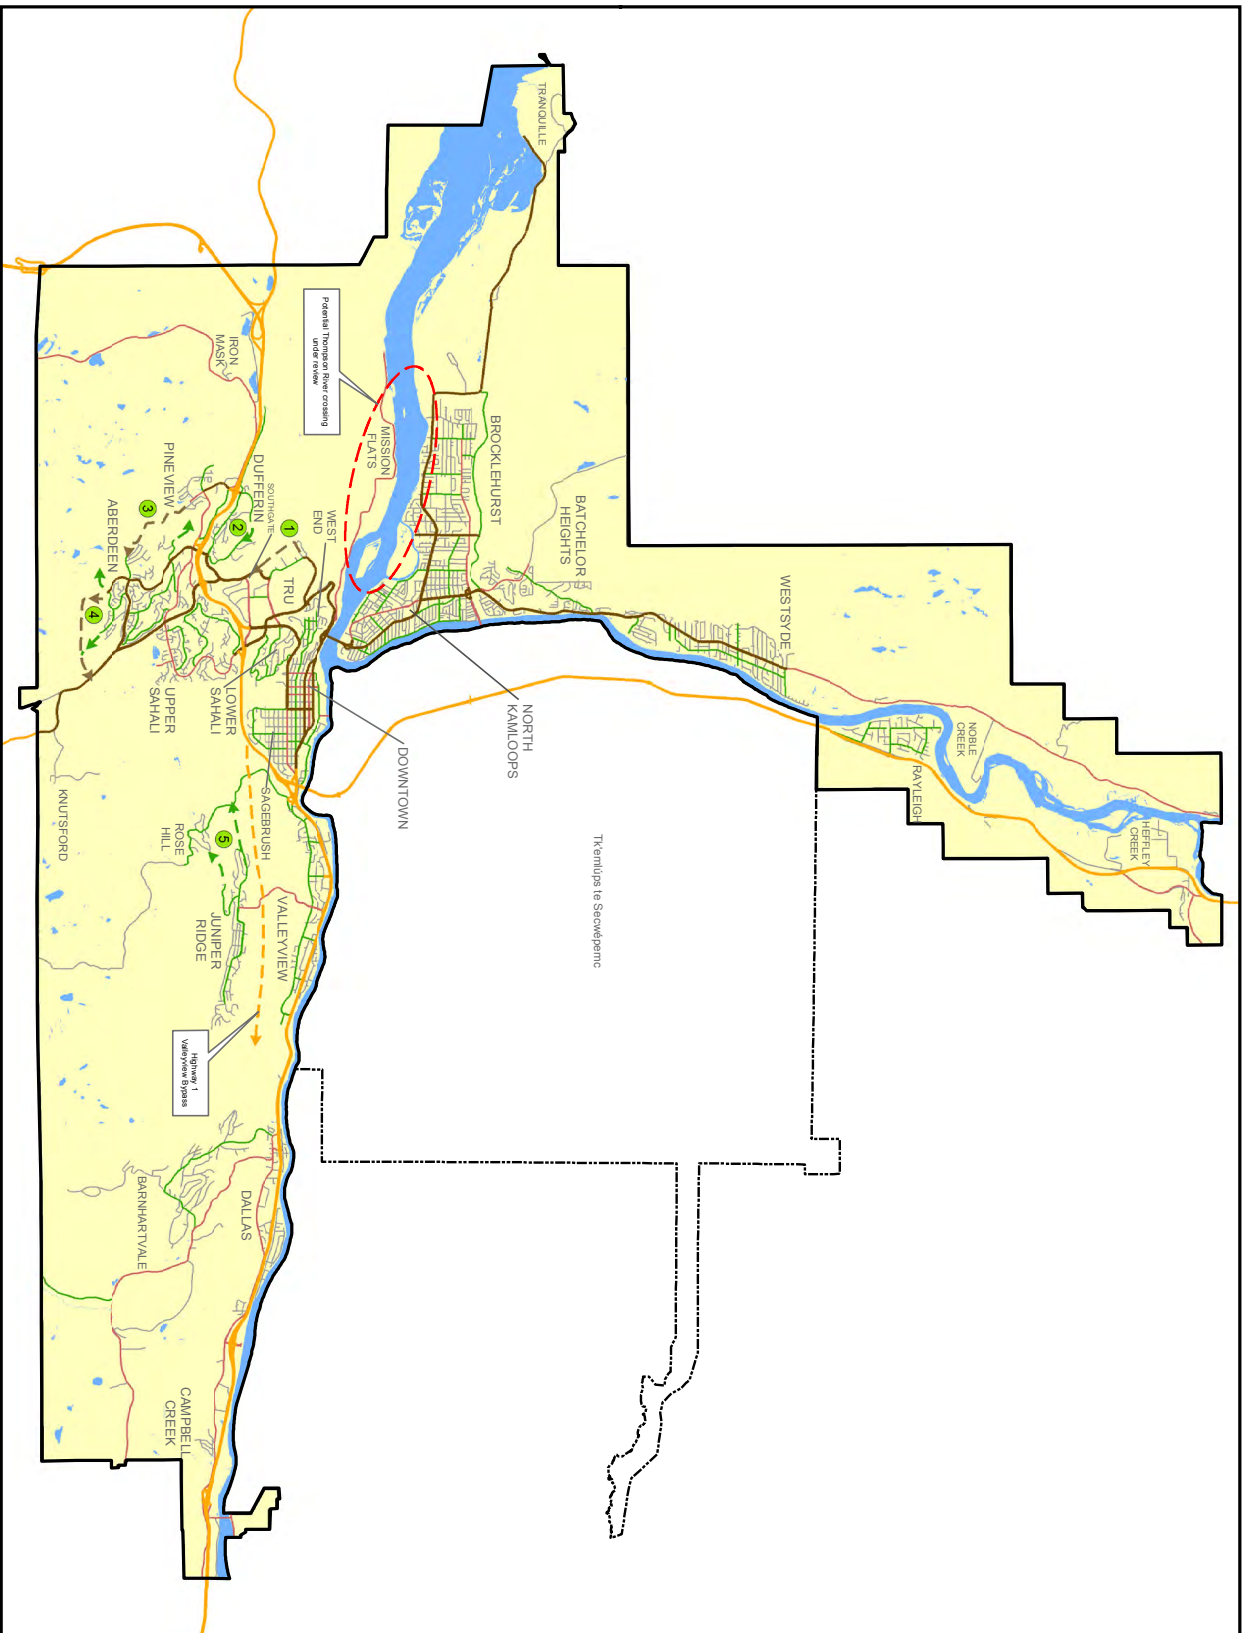 TRANQUILLE
Potential Thompson River crossing
under review
IRON
MASK
MISSION
FLATS
BROCKLEHURST
BATCHELOR
HEIGHTS
WESTSYDE
NOBLE
CREEK
RAYLEIGH
HEFFLEY
CREEK
PINEVIEW
DUFFERIN
SOUTHGATE
WEST
END
ABERDEEN
TRU
1
2
3
4
5
UPPER
SAHALI
LOWER
SAHALI
NORTH
KAMLOOPS
DOWNTOWN
SAGEBRUSH
KNUTSFORD
ROSE
HILL
JUNIPER
RIDGE
VALLEYVIEW
Tk'emlúps te Secwépemc
Highway 1
Valleyview Bypass
BARNHARTVALE
DALLAS
CAMPBELL
CREEK